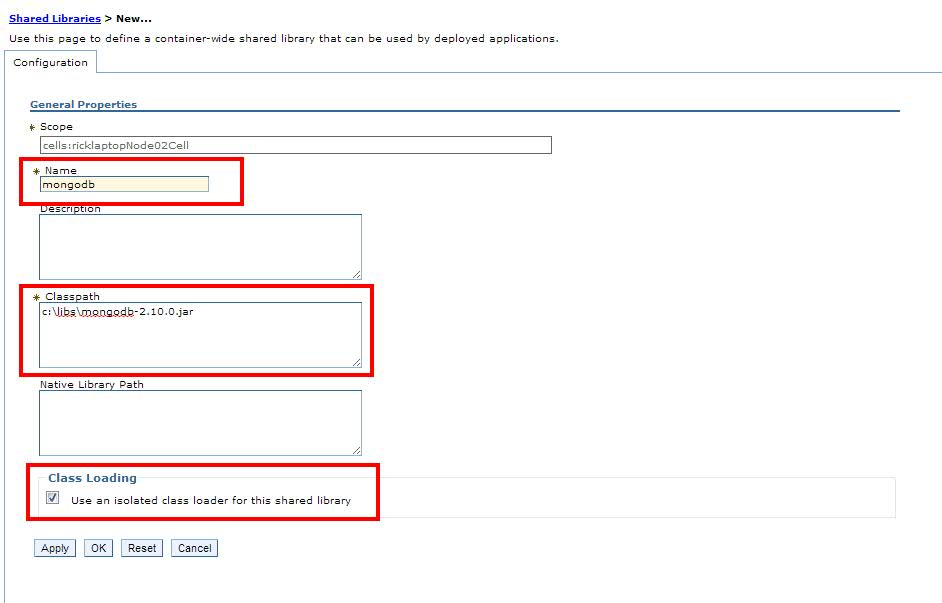 Shared Libraries > New...
Use this page to define a container-wide shared library that can be used by deployed applications.
Configuration
General Properties
* Scope
cells:ricklaptopNode02Cell
* Name
mongodb
Description
* Classpath
c:\libs\mongodb-2.10.0.jar
Native Library Path
Class Loading
Use an isolated class loader for this shared library
Apply OK Reset Cancel